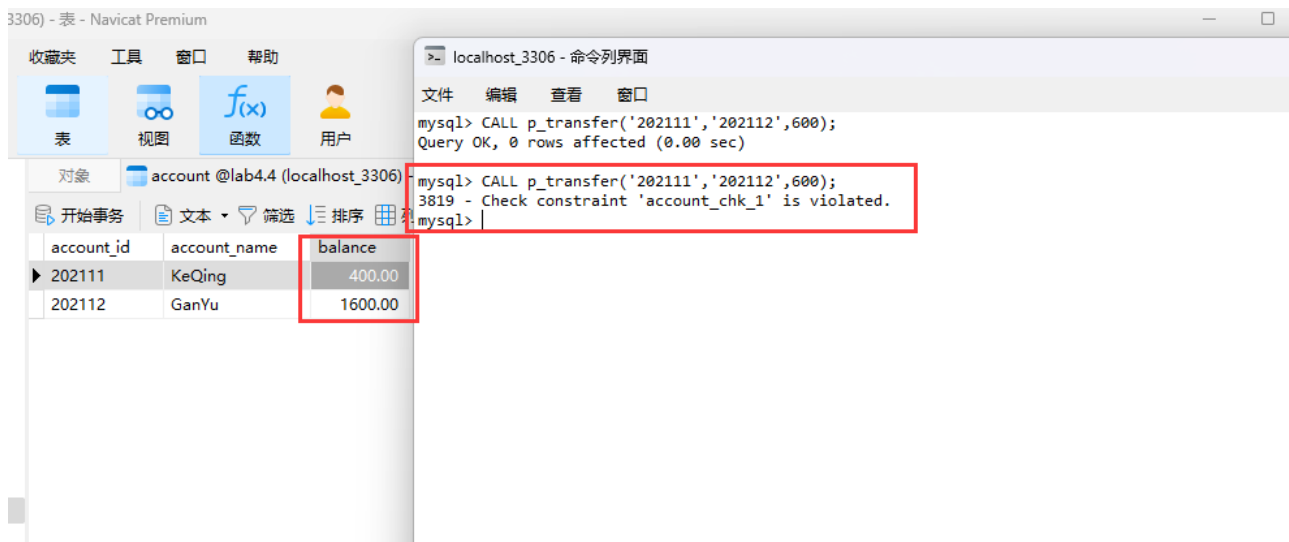 3306) - 表 - Navicat Premium
收藏夹 工具 窗口 帮助
表 视图 函数 用户
对象 account @lab4.4 (localhost_3306)
开始事务 文本 筛选 排序
account_id account_name balance
202111 KeQing 400.00
202112 GanYu 1600.00
localhost_3306 - 命令列界面
文件 编辑 查看 窗口
mysql> CALL p_transfer('202111','202112',600);
Query OK, 0 rows affected (0.00 sec)
mysql> CALL p_transfer('202111','202112',600);
3819 - Check constraint 'account_chk_1' is violated.
mysql>